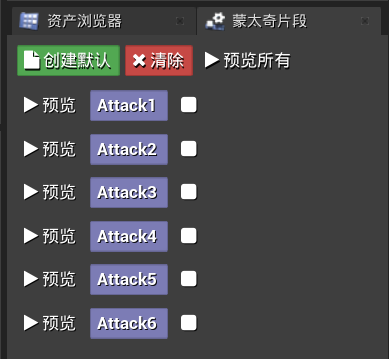 资产浏览器 蒙太奇片段
创建默认 清除 预览所有
预览 Attack1
预览 Attack2
预览 Attack3
预览 Attack4
预览 Attack5
预览 Attack6